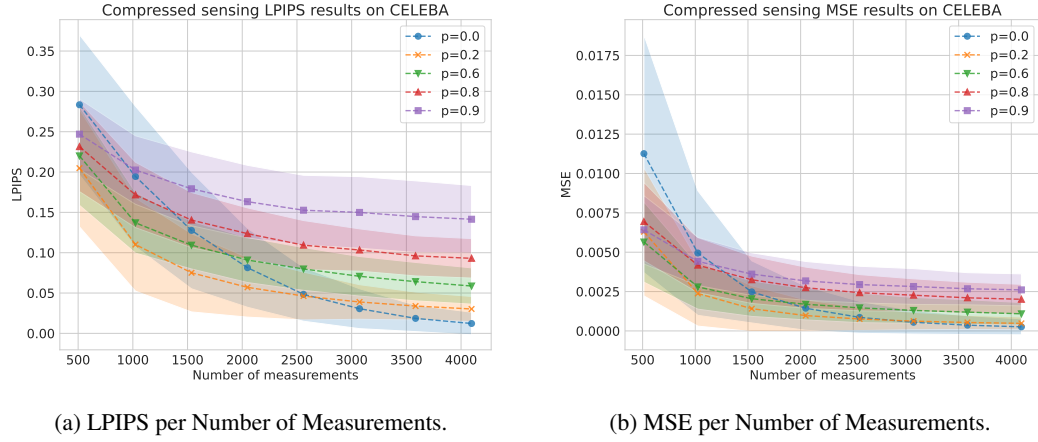 Compressed sensing LPIPS results on CELEBA
p=0.0
p=0.2
p=0.6
p=0.8
p=0.9
0.35
0.30
0.25
0.20
0.15
0.10
0.05
0.00
LPIPS
500 1000 1500 2000 2500 3000 3500 4000
Number of measurements
(a) LPIPS per Number of Measurements.
Compressed sensing MSE results on CELEBA
p=0.0
p=0.2
p=0.6
p=0.8
p=0.9
0.0175
0.0150
0.0125
0.0100
0.0075
0.0050
0.0025
0.0000
MSE
500 1000 1500 2000 2500 3000 3500 4000
Number of measurements
(b) MSE per Number of Measurements.